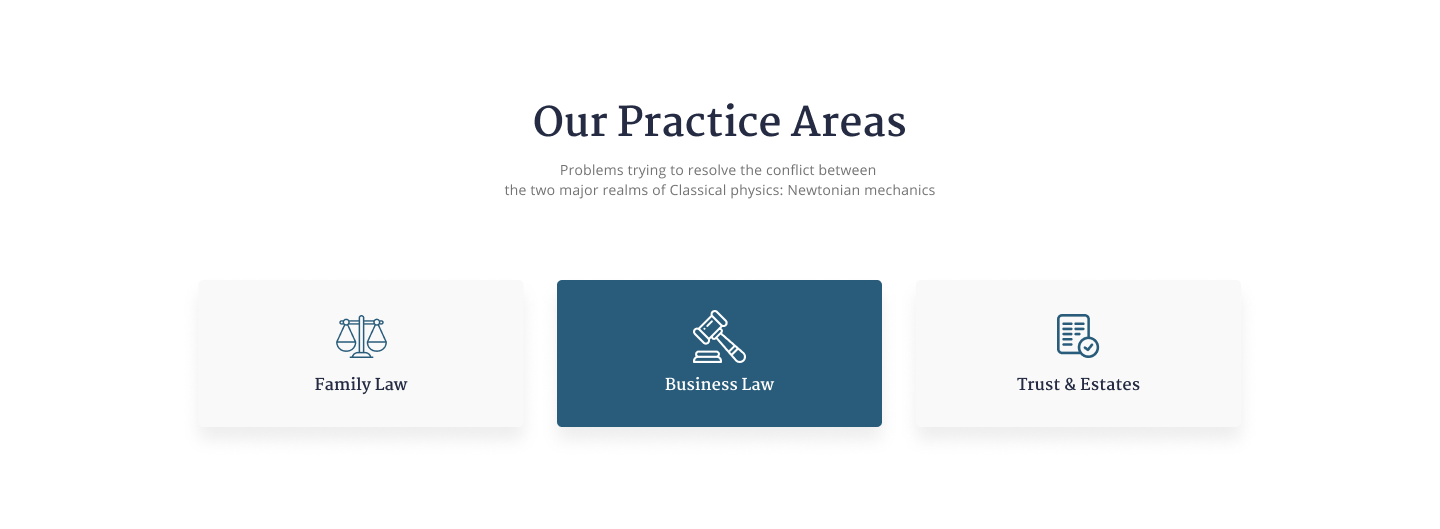 Our Practice Areas
Problems trying to resolve the conflict between
the two major realms of Classical physics: Newtonian mechanics
Family Law
Business Law
Trust & Estates